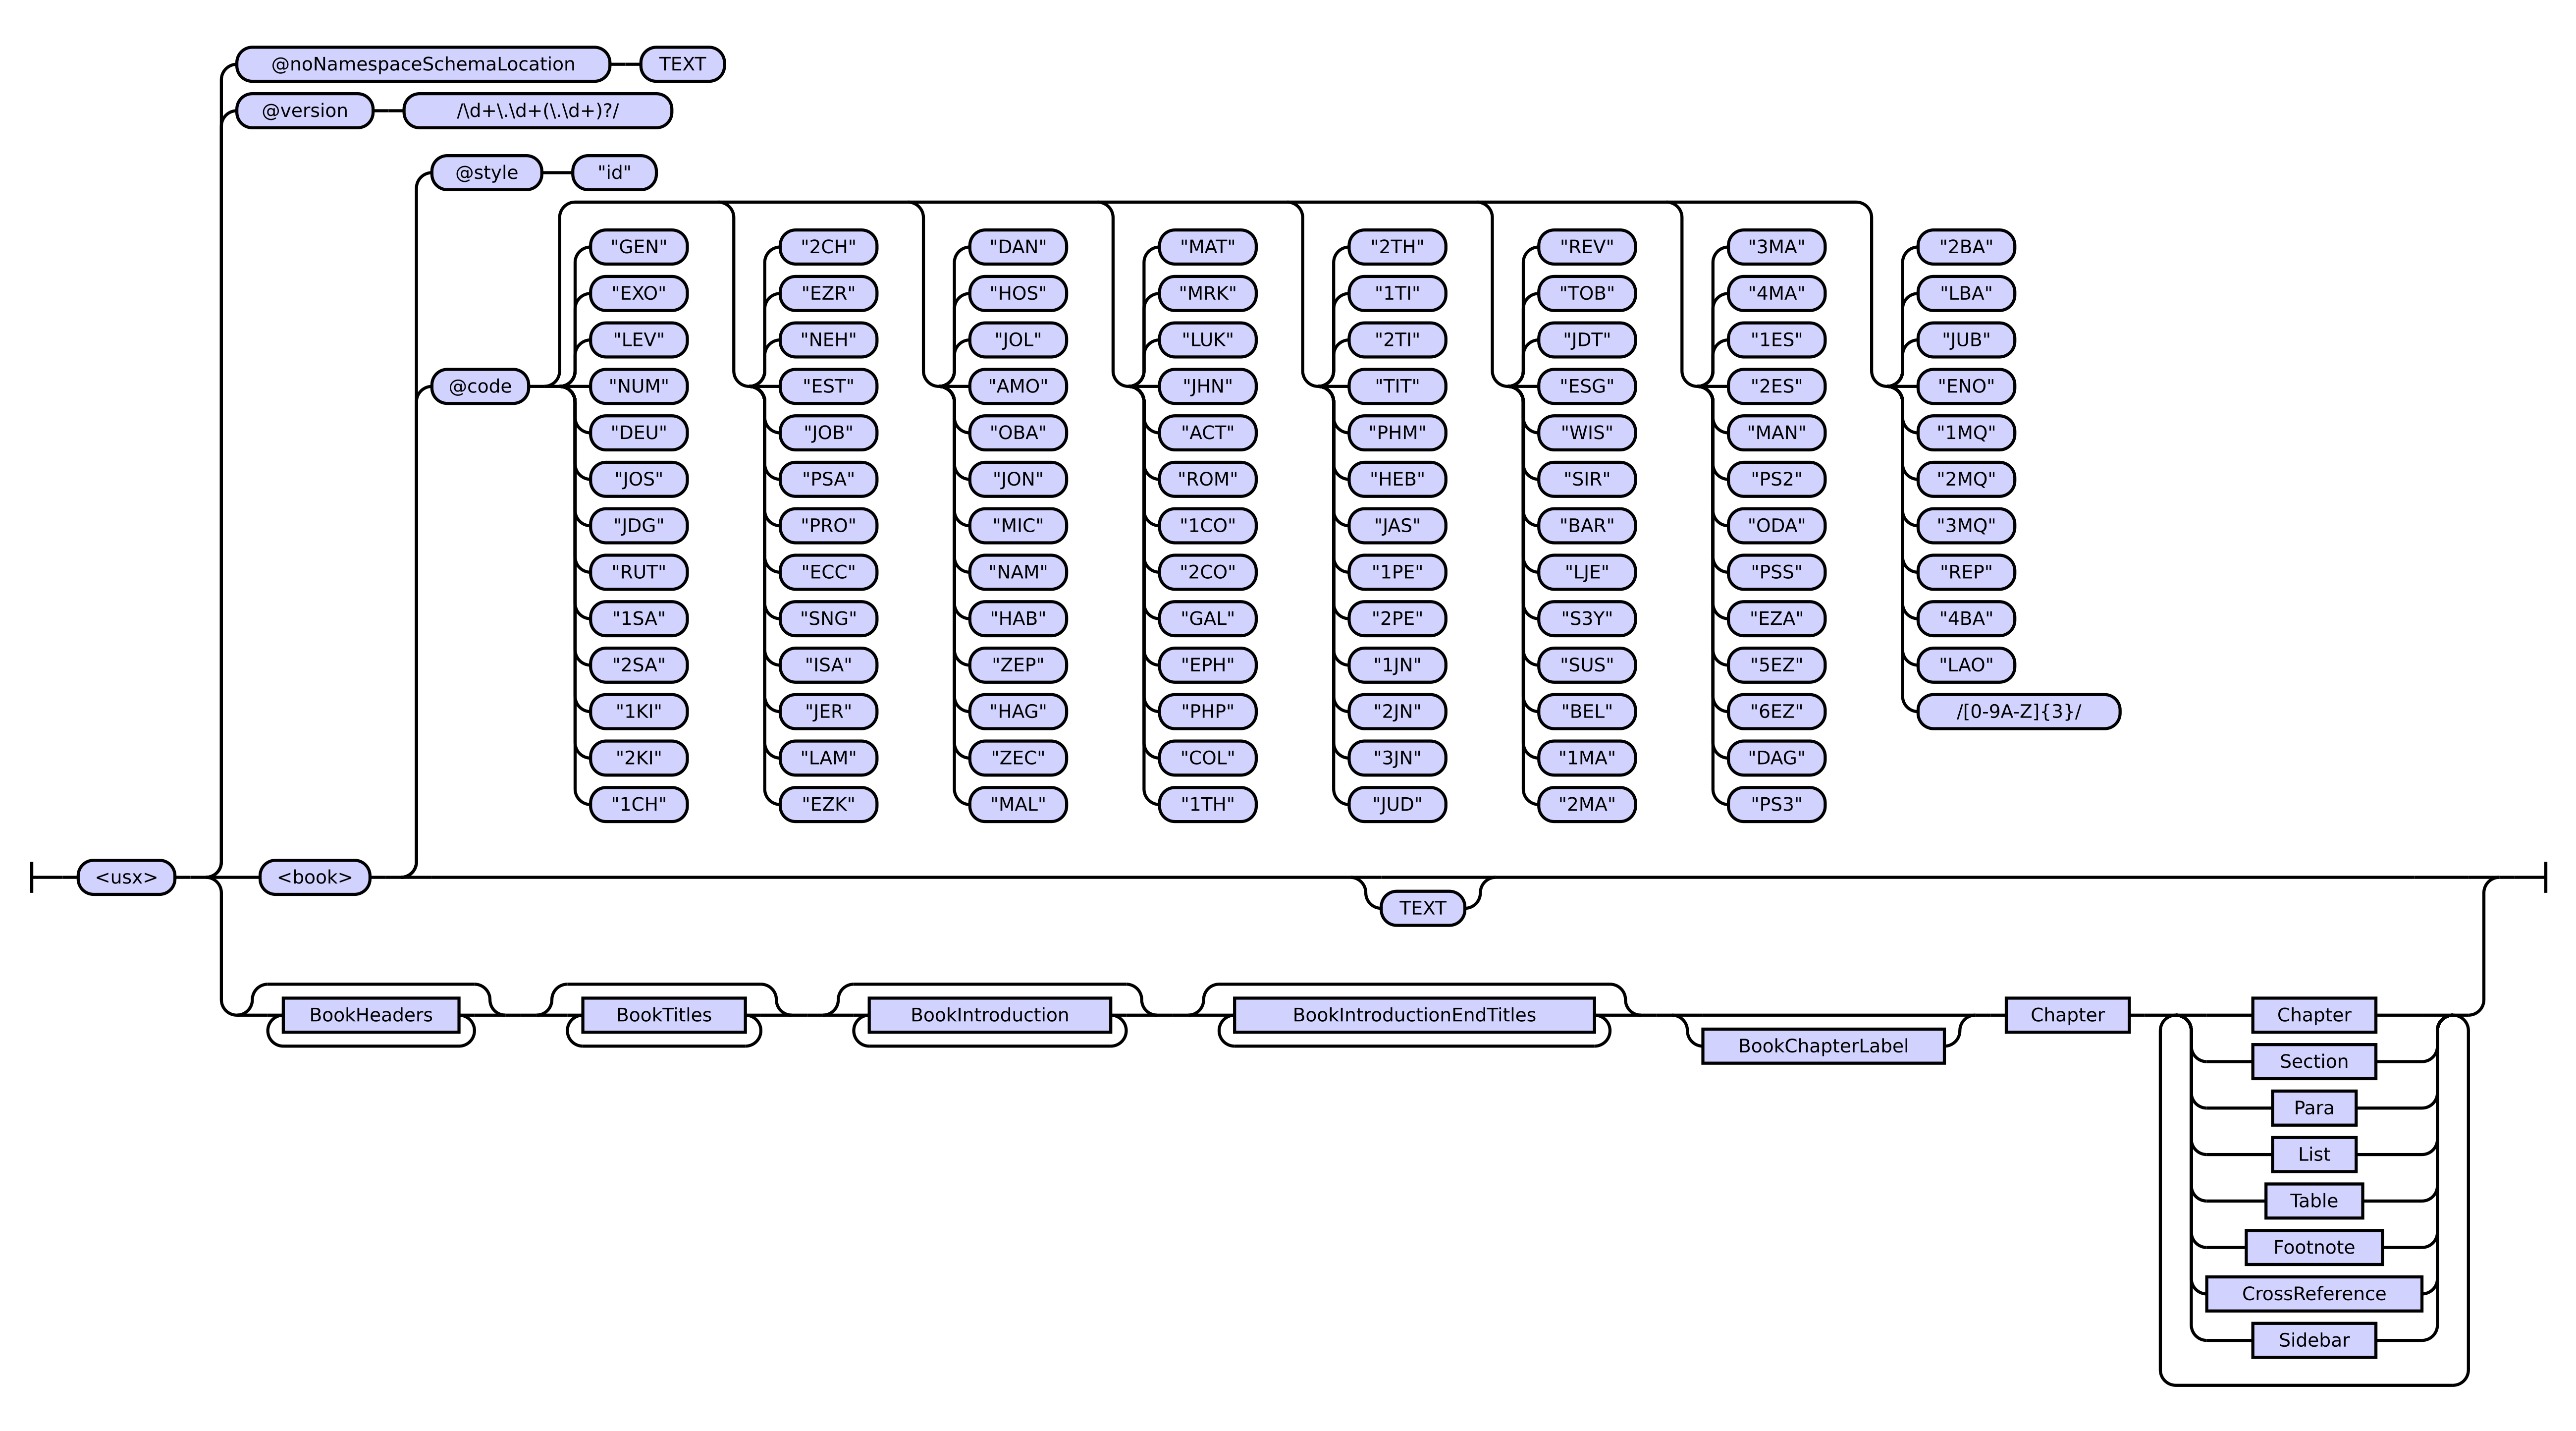 @noNamespaceSchemaLocation TEXT
@version /\d+\.\d+(\.\d+)?/
@style "id"
"GEN" "2CH" "DAN" "MAT" "2TH" "REV" "3MA" "2BA"
"EXO" "EZR" "HOS" "MRK" "1TI" "TOB" "4MA" "LBA"
"LEV" "NEH" "JOL" "LUK" "2TI" "JDT" "1ES" "JUB"
@code "NUM" "EST" "AMO" "JHN" "TIT" "ESG" "2ES" "ENO"
"DEU" "JOB" "OBA" "ACT" "PHM" "WIS" "MAN" "1MQ"
"JOS" "PSA" "JON" "ROM" "HEB" "SIR" "PS2" "2MQ"
"JDG" "PRO" "MIC" "1CO" "JAS" "BAR" "ODA" "3MQ"
"RUT" "ECC" "NAM" "2CO" "1PE" "LJE" "PSS" "REP"
"1SA" "SNG" "HAB" "GAL" "2PE" "S3Y" "EZA" "4BA"
"2SA" "ISA" "ZEP" "EPH" "1JN" "SUS" "5EZ" "LAO"
"1KI" "JER" "HAG" "PHP" "2JN" "BEL" "6EZ" /[0-9A-Z]{3}/
"2KI" "LAM" "ZEC" "COL" "3JN" "1MA" "DAG"
"1CH" "EZK" "MAL" "1TH" "JUD" "2MA" "PS3"
<usx> <book>
TEXT
BookHeaders BookTitles BookIntroduction BookIntroductionEndTitles Chapter Chapter
BookChapterLabel
Section
Para
List
Table
Footnote
CrossReference
Sidebar